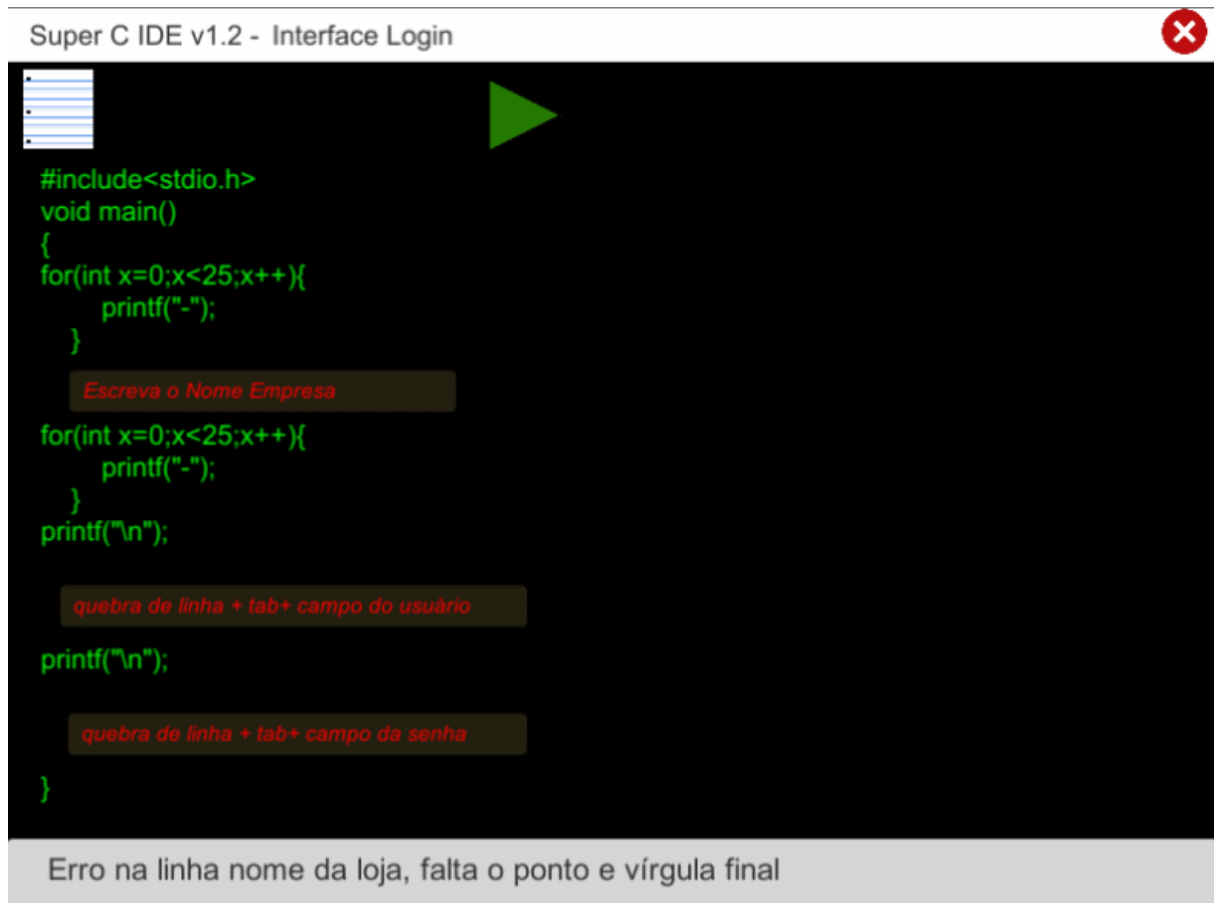 Super C IDE v1.2 - Interface Login
#include<stdio.h>
void main()
{
for(int x=0;x<25;x++){
printf("-");
}
Escreva o Nome Empresa
for(int x=0;x<25;x++){
printf("-");
}
printf("\n");
quebra de linha + tab+ campo do usuário
printf("\n");
quebra de linha + tab+ campo da senha
}
Erro na linha nome da loja, falta o ponto e vírgula final